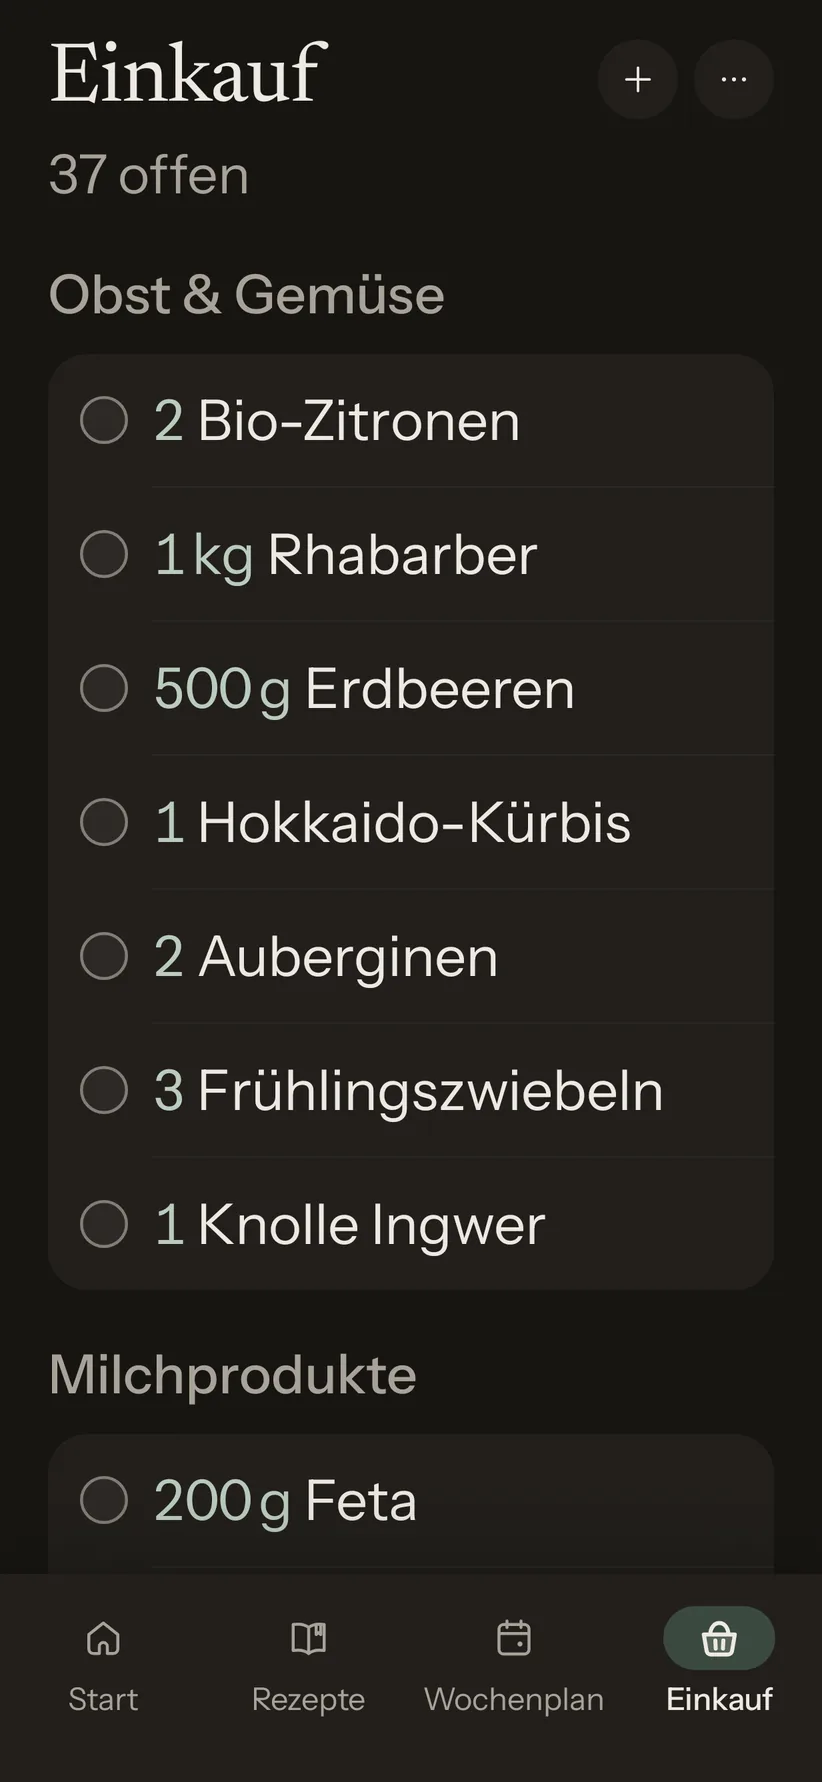 Einkauf
37 offen
Obst & Gemüse
2 Bio-Zitronen
1 kg Rhabarber
500 g Erdbeeren
1 Hokkaido-Kürbis
2 Auberginen
3 Frühlingszwiebeln
1 Knolle Ingwer
Milchprodukte
200 g Feta
Start Rezepte Wochenplan Einkauf